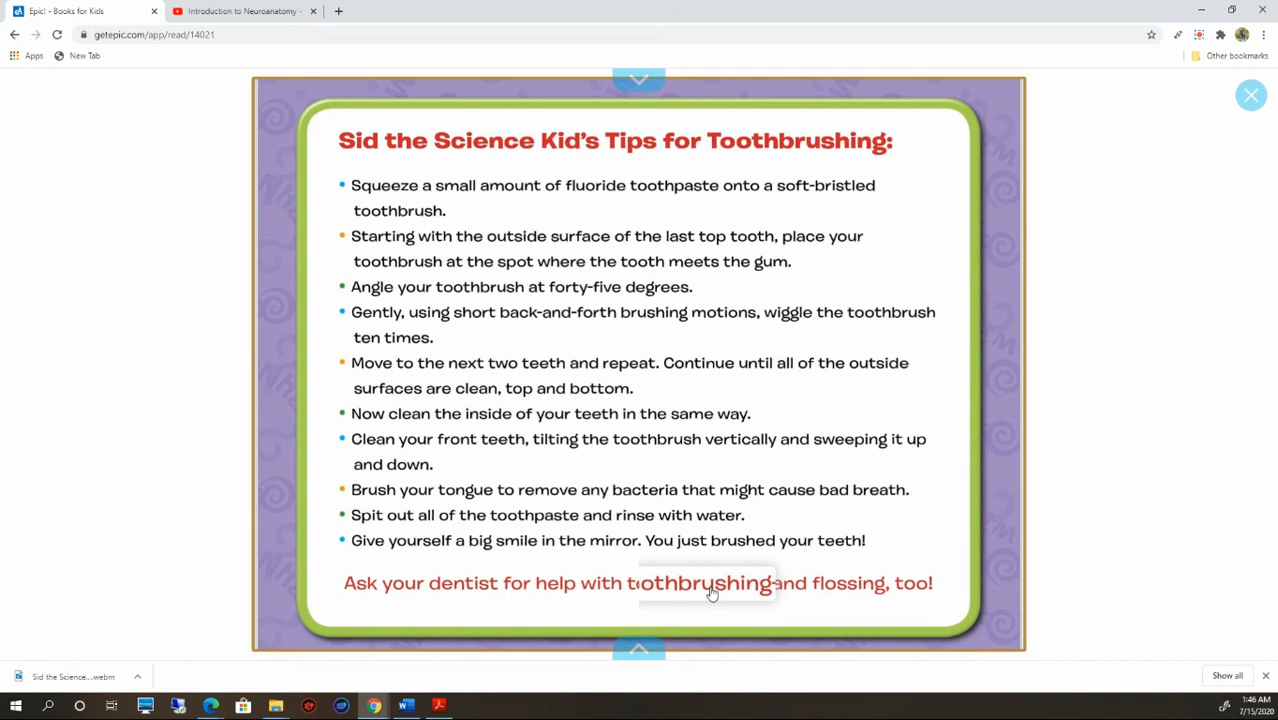 Epic! - Books for Kids
Introduction to Neuroanatomy -
getepic.com/app/read/14021
Apps
New Tab
Other bookmarks
Sid the Science Kid's Tips for Toothbrushing:
• Squeeze a small amount of fluoride toothpaste onto a soft-bristled
toothbrush.
• Starting with the outside surface of the last top tooth, place your
toothbrush at the spot where the tooth meets the gum.
• Angle your toothbrush at forty-five degrees.
• Gently, using short back-and-forth brushing motions, wiggle the toothbrush
ten times.
• Move to the next two teeth and repeat. Continue until all of the outside
surfaces are clean, top and bottom.
• Now clean the inside of your teeth in the same way.
• Clean your front teeth, tilting the toothbrush vertically and sweeping it up
and down.
• Brush your tongue to remove any bacteria that might cause bad breath.
• Spit out all of the toothpaste and rinse with water.
• Give yourself a big smile in the mirror. You just brushed your teeth!
Ask your dentist for help with toothbrushing and flossing, too!
Sid the Science....webm
Show all
1:46 AM
7/15/2020